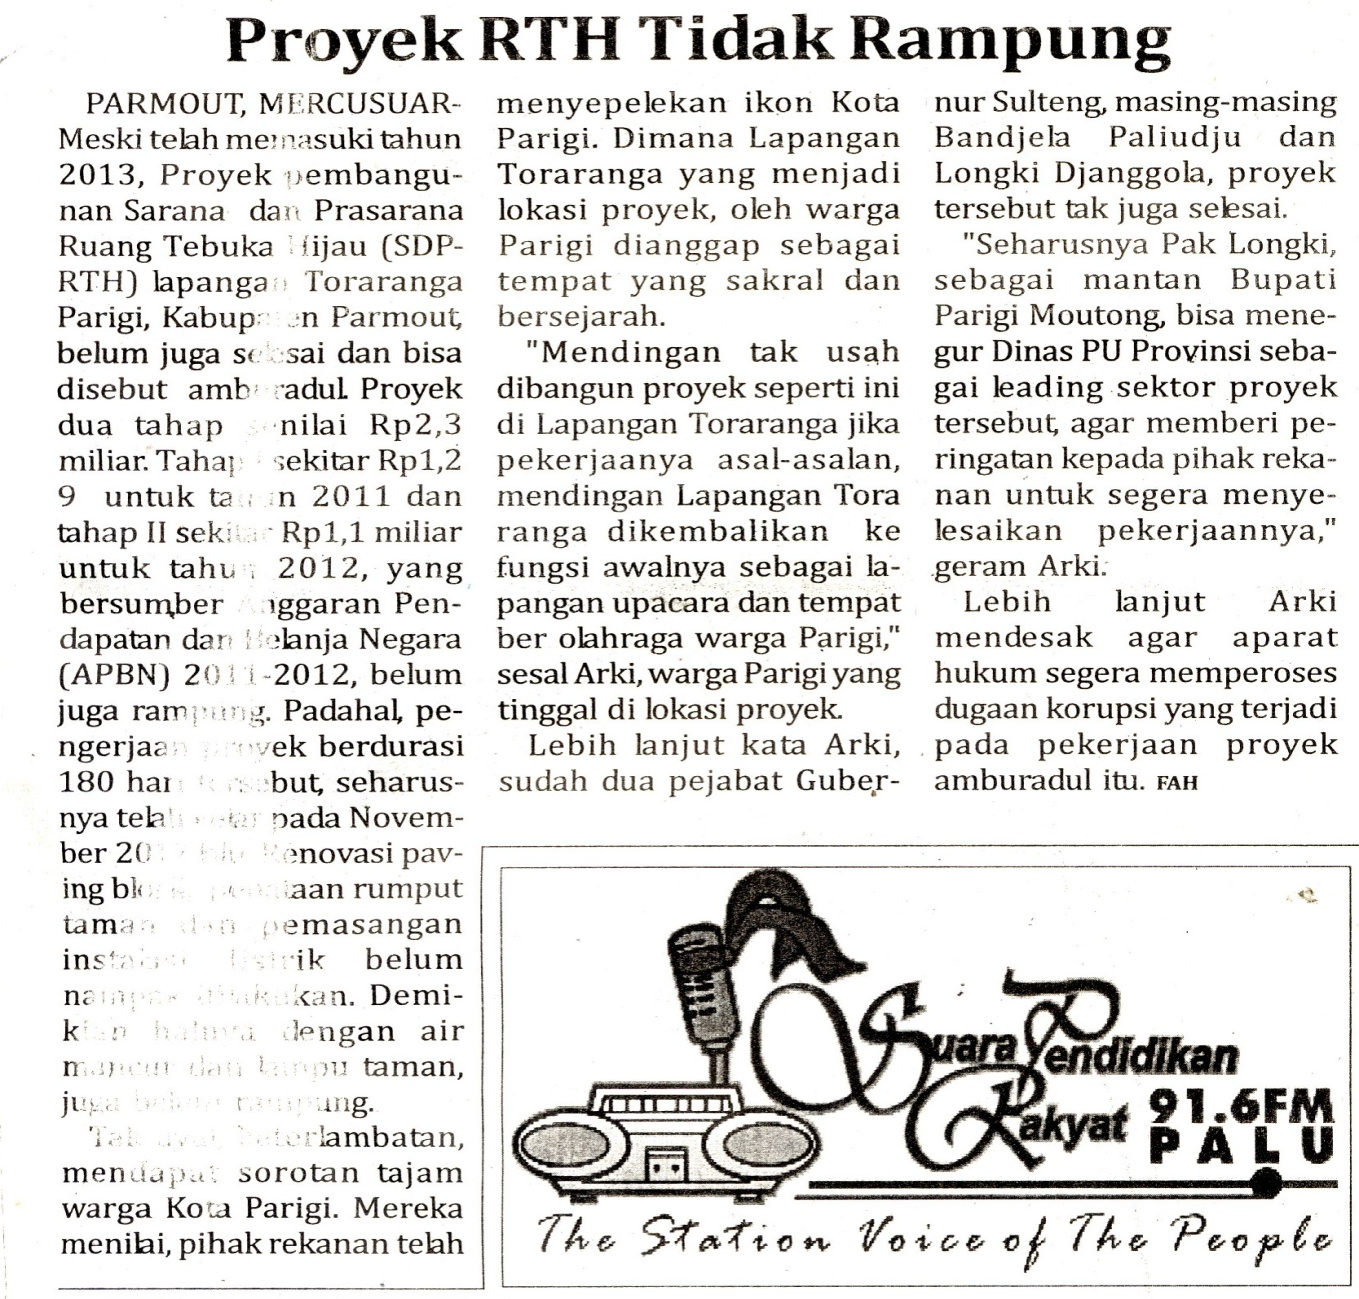 Proyek RTH Tidak Rampung
PARMOUT, MERCUSUAR-
Meski telah memasuki tahun
2013, Proyek pembangu-
nan Sarana dan Prasarana
Ruang Tebuka Hijau (SDP-
RTH) lapangan Toraranga
Parigi, Kabupaten Parmout,
belum juga selesai dan bisa
disebut amburadul. Proyek
dua tahap senilai Rp2,3
miliar. Tahap I sekitar Rp1,2
9 untuk tahun 2011 dan
tahap II sekitar Rp1,1 miliar
untuk tahun 2012, yang
bersumber Anggaran Pen-
dapatan dan Belanja Negara
(APBN) 2011-2012, belum
juga rampung. Padahal, pe-
ngerjaan proyek berdurasi
180 hari tersebut, seharus-
nya telah pada Novem-
ber 2012 lalu. Renovasi pav-
ing block, penataan rumput
taman dan pemasangan
instalasi listrik belum
nampak dilakukan. Demi-
kian halnya dengan air
mancur dan lampu taman,
juga belum rampung.
Tak ayal, keterlambatan,
mendapat sorotan tajam
warga Kota Parigi. Mereka
menilai, pihak rekanan telah
menyepelekan ikon Kota
Parigi. Dimana Lapangan
Toraranga yang menjadi
lokasi proyek, oleh warga
Parigi dianggap sebagai
tempat yang sakral dan
bersejarah.
"Mendingan tak usah
dibangun proyek seperti ini
di Lapangan Toraranga jika
pekerjaanya asal-asalan,
mendingan Lapangan Tora
ranga dikembalikan ke
fungsi awalnya sebagai la-
pangan upacara dan tempat
ber olahraga warga Parigi,"
sesal Arki, warga Parigi yang
tinggal di lokasi proyek.
Lebih lanjut kata Arki,
sudah dua pejabat Guber-
nur Sulteng, masing-masing
Bandjela Paliudju dan
Longki Djanggola, proyek
tersebut tak juga selesai.
"Seharusnya Pak Longki,
sebagai mantan Bupati
Parigi Moutong, bisa mene-
gur Dinas PU Provinsi seba-
gai leading sektor proyek
tersebut, agar memberi pe-
ringatan kepada pihak reka-
nan untuk segera menye-
lesaikan pekerjaannya,"
geram Arki.
Lebih lanjut Arki
mendesak agar aparat
hukum segera memperoses
dugaan korupsi yang terjadi
pada pekerjaan proyek
amburadul itu. FAH
Suara Pendidikan
Rakyat 91.6FM
PALU
The Station Voice of The People